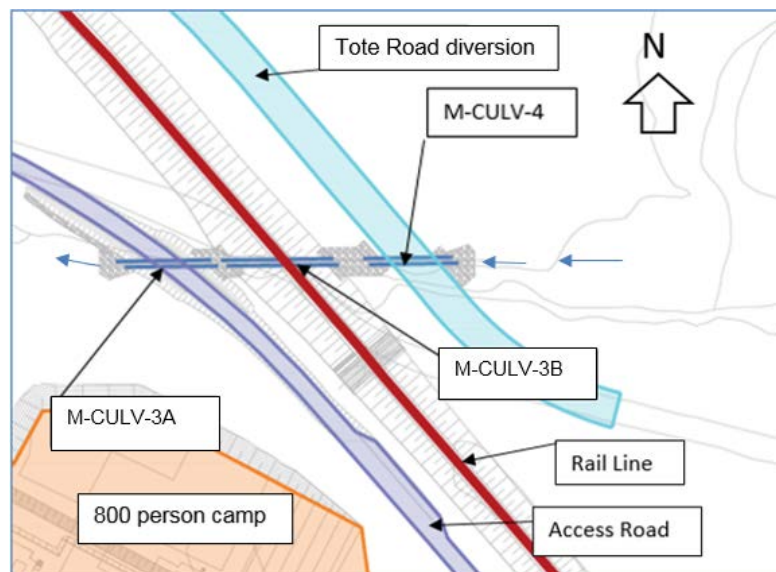 Tote Road diversion
N
M-CULV-4
M-CULV-3B
M-CULV-3A
Rail Line
800 person camp
Access Road